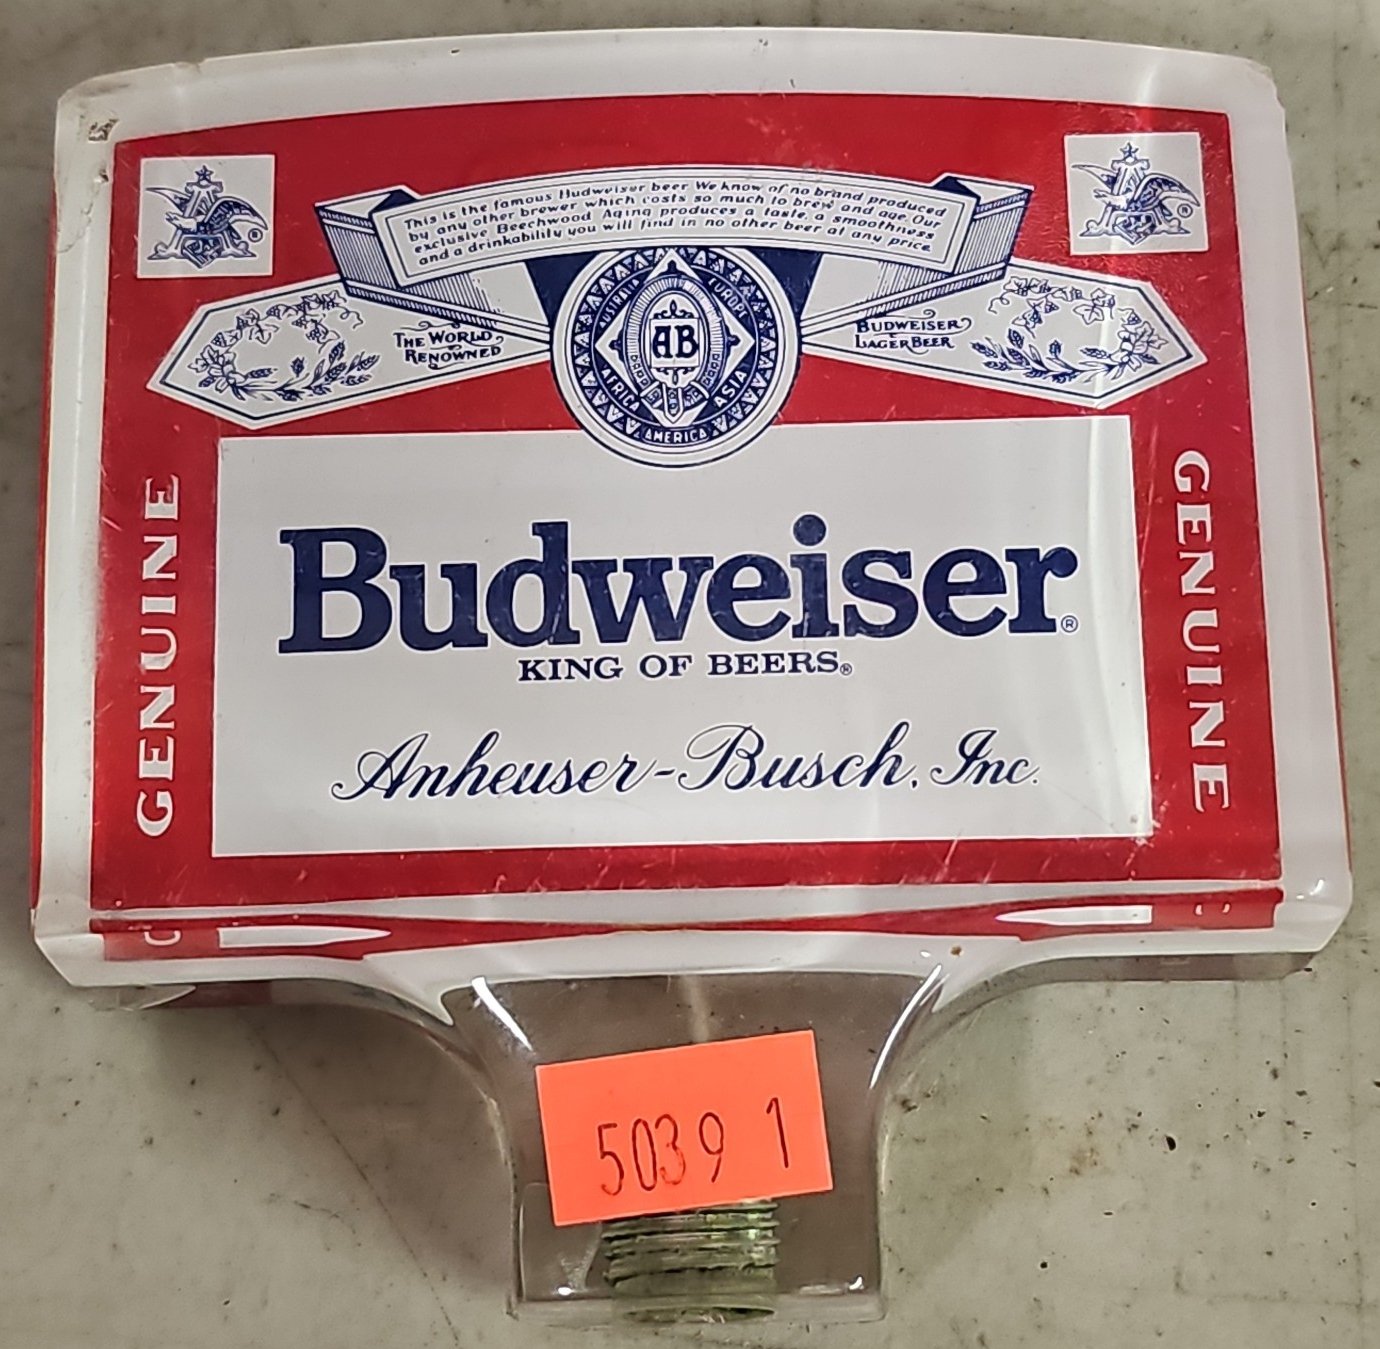 This is the famous Budweiser beer We know of no brand produced
by any other brewer which costs so much to brew and age. Our
exclusive Beechwood Aging produces a taste, a smoothness
and a drinkability you will find in no other beer at any price.
THE WORLD
RENOWNED
BUDWEISER
LAGER BEER
AUSTRALIA
EUROPE
AB
AFRICA
ASIA
AMERICA
GENUINE
GENUINE
Budweiser®
KING OF BEERS®
Anheuser-Busch, Inc.
5039 1